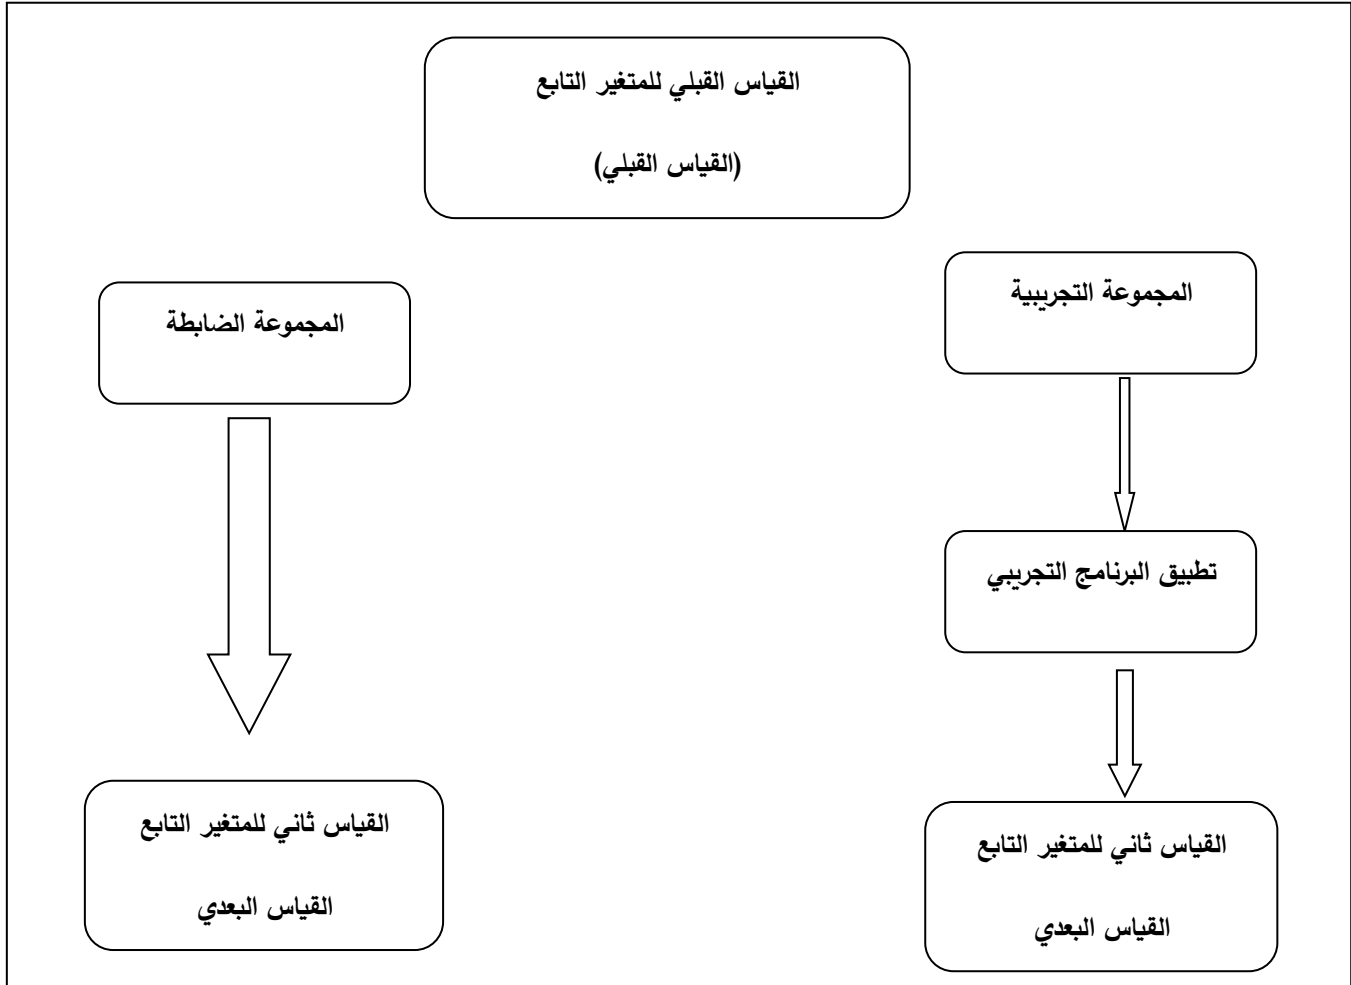 القياس القبلي للمتغير التابع
(القياس القبلي)
المجموعة التجريبية
المجموعة الضابطة
تطبيق البرنامج التجريبي
القياس ثاني للمتغير التابع
القياس البعدي
القياس ثاني للمتغير التابع
القياس البعدي